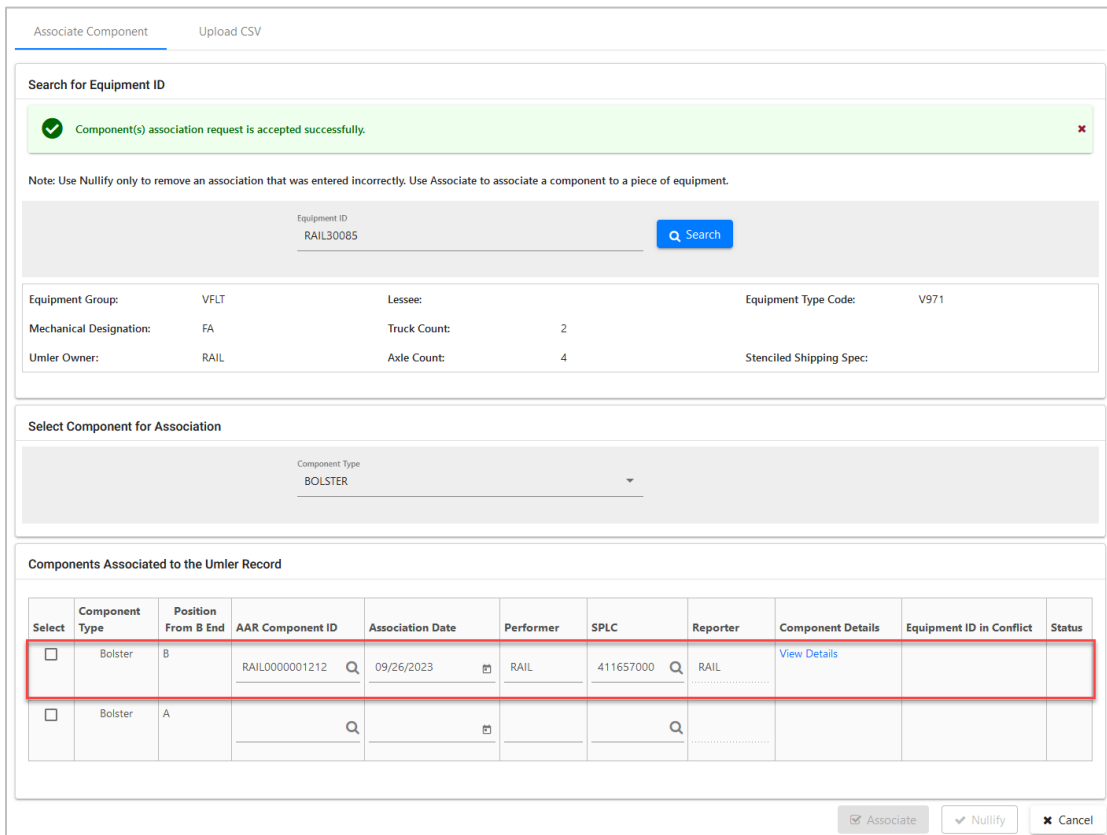 Associate Component Upload CSV
Search for Equipment ID
Component(s) association request is accepted successfully.
Note: Use Nullify only to remove an association that was entered incorrectly. Use Associate to associate a component to a piece of equipment.
Equipment ID
RAIL30085
Search
Equipment Group: VFLT Lessee: Equipment Type Code: V971
Mechanical Designation: FA Truck Count: 2
Umler Owner: RAIL Axle Count: 4 Stenciled Shipping Spec:
Select Component for Association
Component Type
BOLSTER
Components Associated to the Umler Record
Select Component Type Position From B End AAR Component ID Association Date Performer SPLC Reporter Component Details Equipment ID in Conflict Status
Bolster B RAIL0000001212 09/26/2023 RAIL 411657000 RAIL View Details
Bolster A
Associate Nullify Cancel